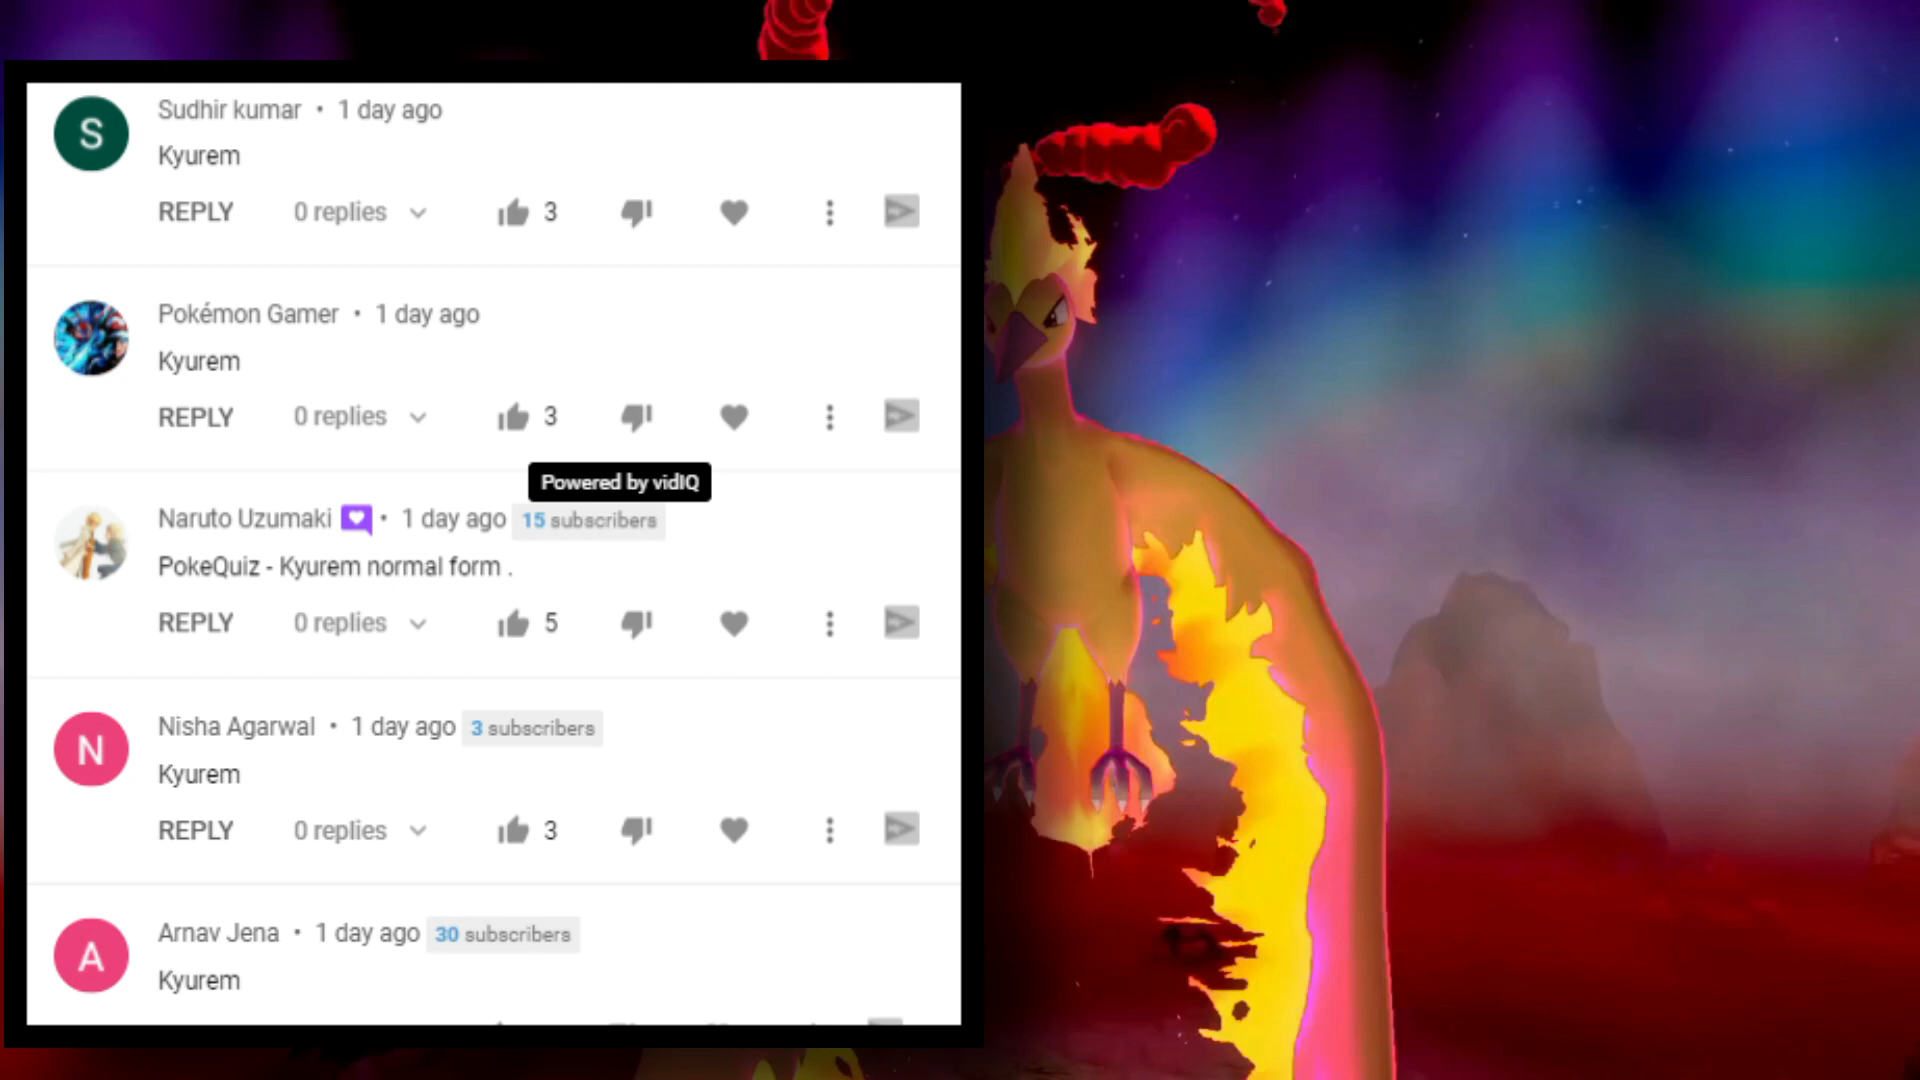 S
Sudhir kumar • 1 day ago
Kyurem
REPLY 0 replies 3
Pokémon Gamer • 1 day ago
Kyurem
REPLY 0 replies 3
Powered by vidIQ
Naruto Uzumaki • 1 day ago 15 subscribers
PokeQuiz - Kyurem normal form .
REPLY 0 replies 5
N
Nisha Agarwal • 1 day ago 3 subscribers
Kyurem
REPLY 0 replies 3
A
Arnav Jena • 1 day ago 30 subscribers
Kyurem